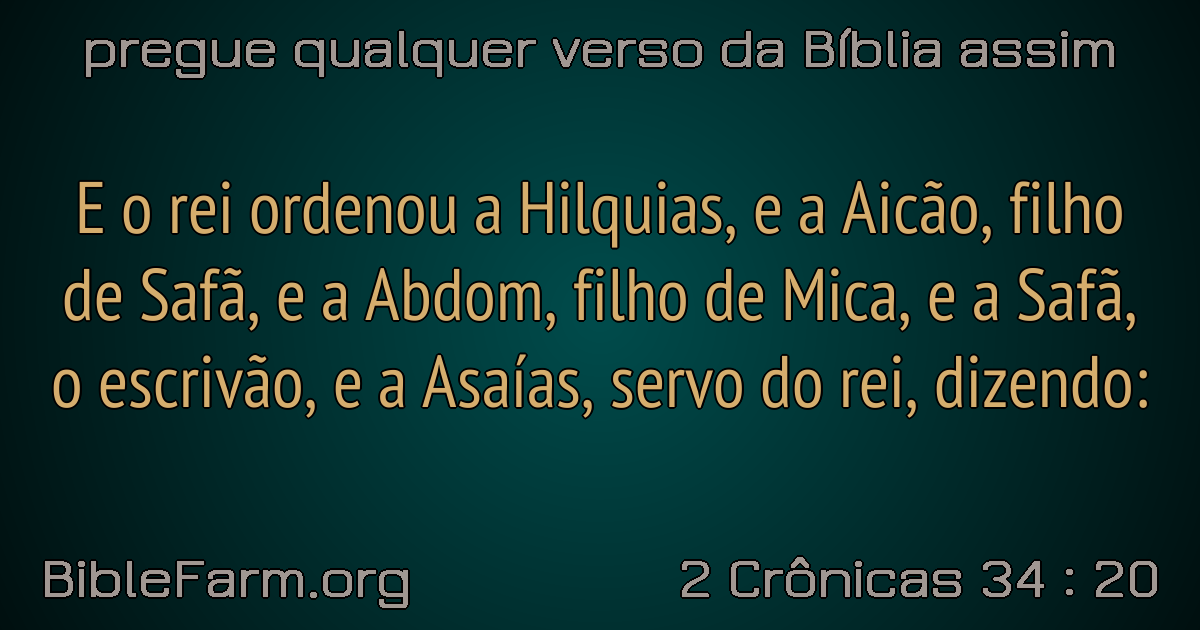 pregue qualquer verso da Bíblia assim
E o rei ordenou a Hilquias, e a Aicão, filho
de Safã, e a Abdom, filho de Mica, e a Safã,
o escrivão, e a Asaías, servo do rei, dizendo:
BibleFarm.org
2 Crônicas 34 : 20